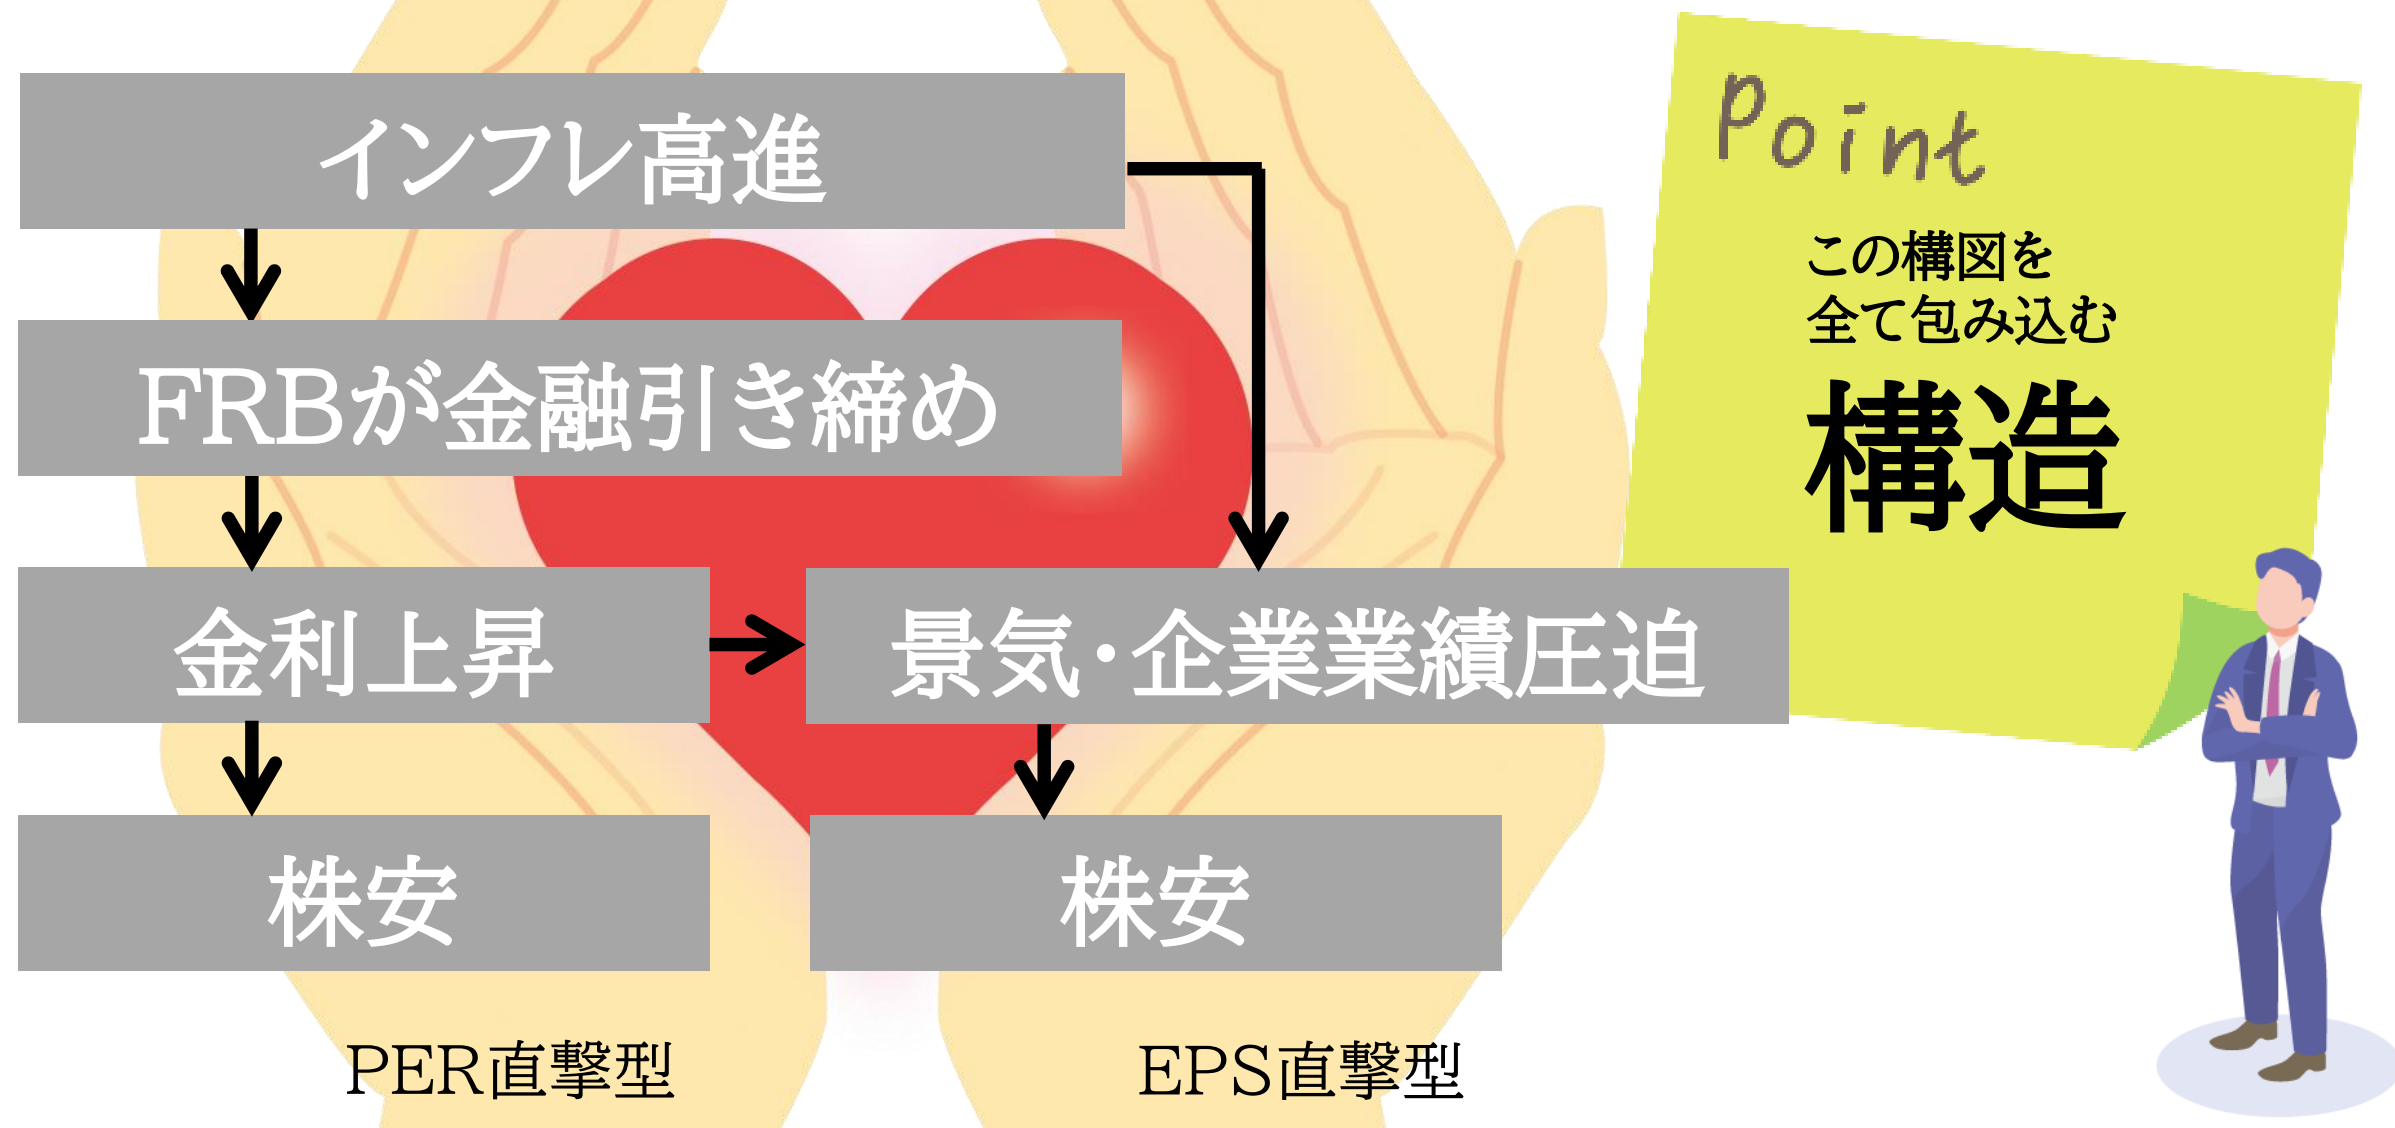 インフレ高進
FRBが金融引き締め
金利上昇
景気・企業業績圧迫
株安
株安
PER直撃型
EPS直撃型
Point
この構図を
全て包み込む
構造